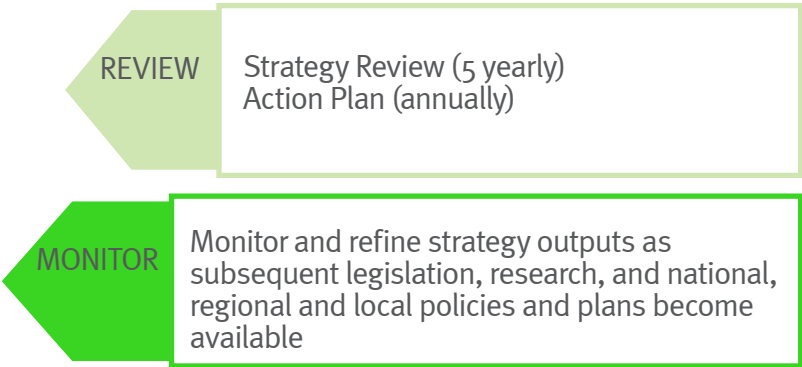 REVIEW
Strategy Review (5 yearly)
Action Plan (annually)
MONITOR
Monitor and refine strategy outputs as
subsequent legislation, research, and national,
regional and local policies and plans become
available